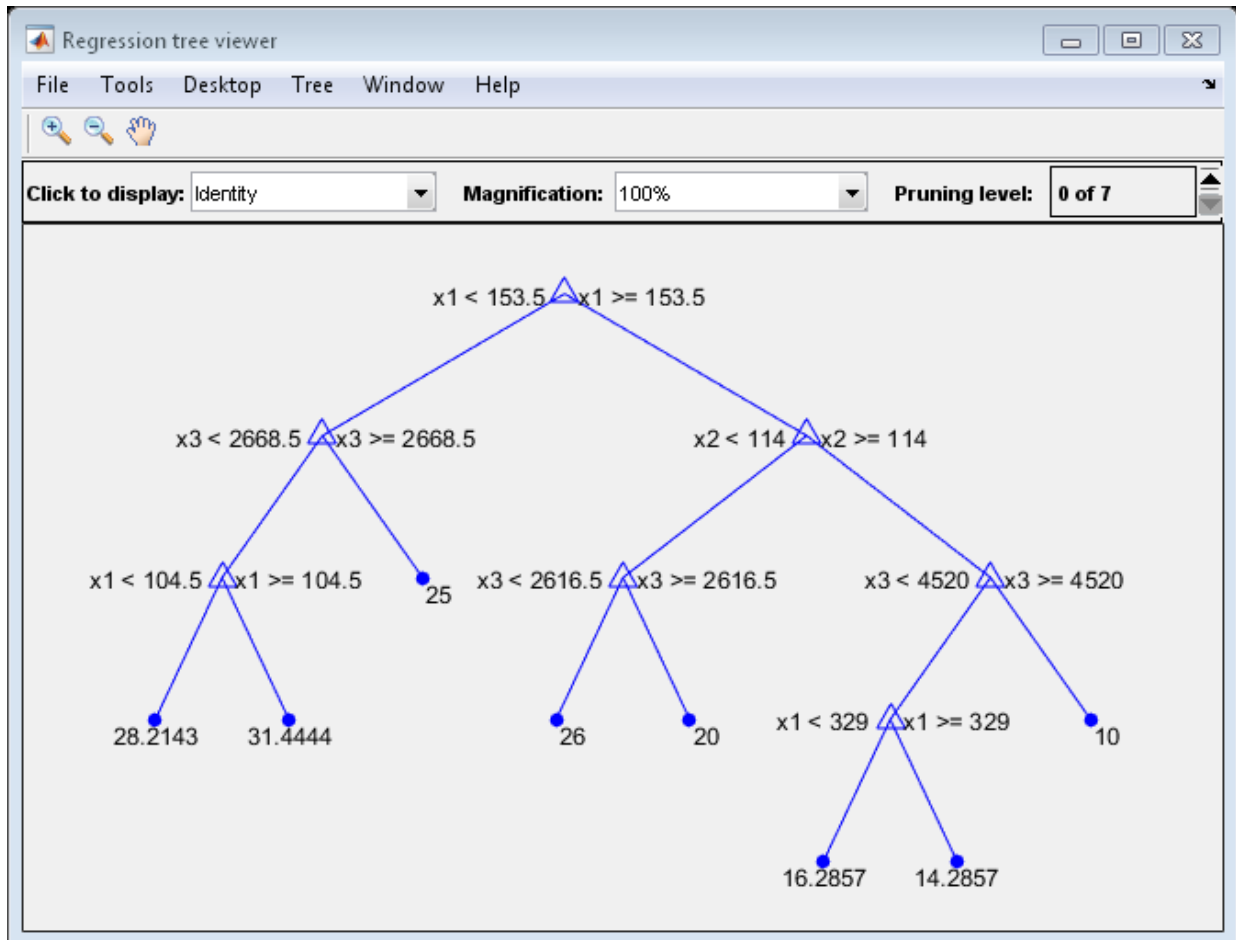 Regression tree viewer
File Tools Desktop Tree Window Help
Click to display: Identity Magnification: 100% Pruning level: 0 of 7
x1 < 153.5 x1 >= 153.5
x3 < 2668.5 x3 >= 2668.5 x2 < 114 x2 >= 114
x1 < 104.5 x1 >= 104.5 25 x3 < 2616.5 x3 >= 2616.5 x3 < 4520 x3 >= 4520
28.2143 31.4444 26 20 x1 < 329 x1 >= 329 10
16.2857 14.2857